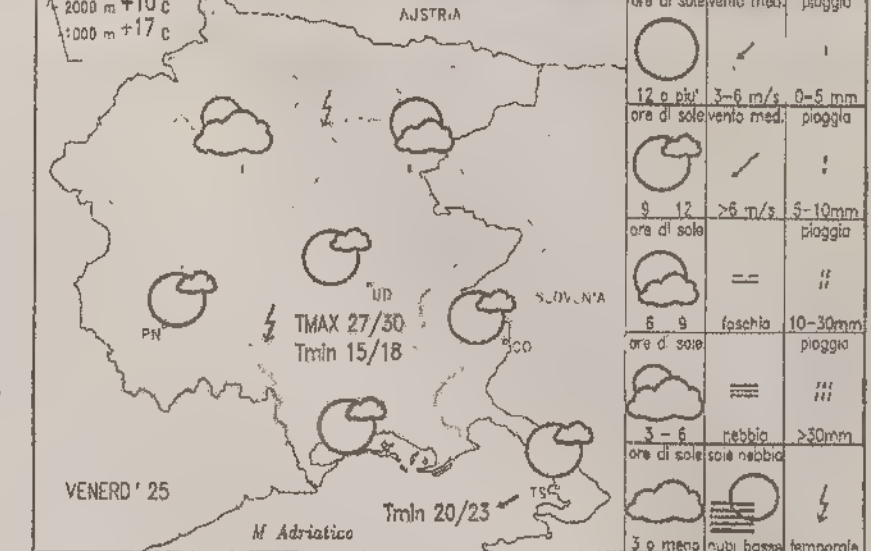 2000 m +10 C
1000 m +17 C
AUSTRIA
UD
PN
TMAX 27/30
Tmin 15/18
SLOVENIA
GO
VENERD' 25
Tmin 20/23
TS
M Adriatico
ore di sole vento med. pioggia
12 o piu' 3-6 m/s 0-5 mm
ore di sole vento med. pioggia
9 12 >6 m/s 5-10mm
ore di sole pioggia
6 9 foschia 10-30mm
ore di sole pioggia
3 - 6 nebbia >30mm
ore di sole sole nebbia
3 o meno nubi basse temporale